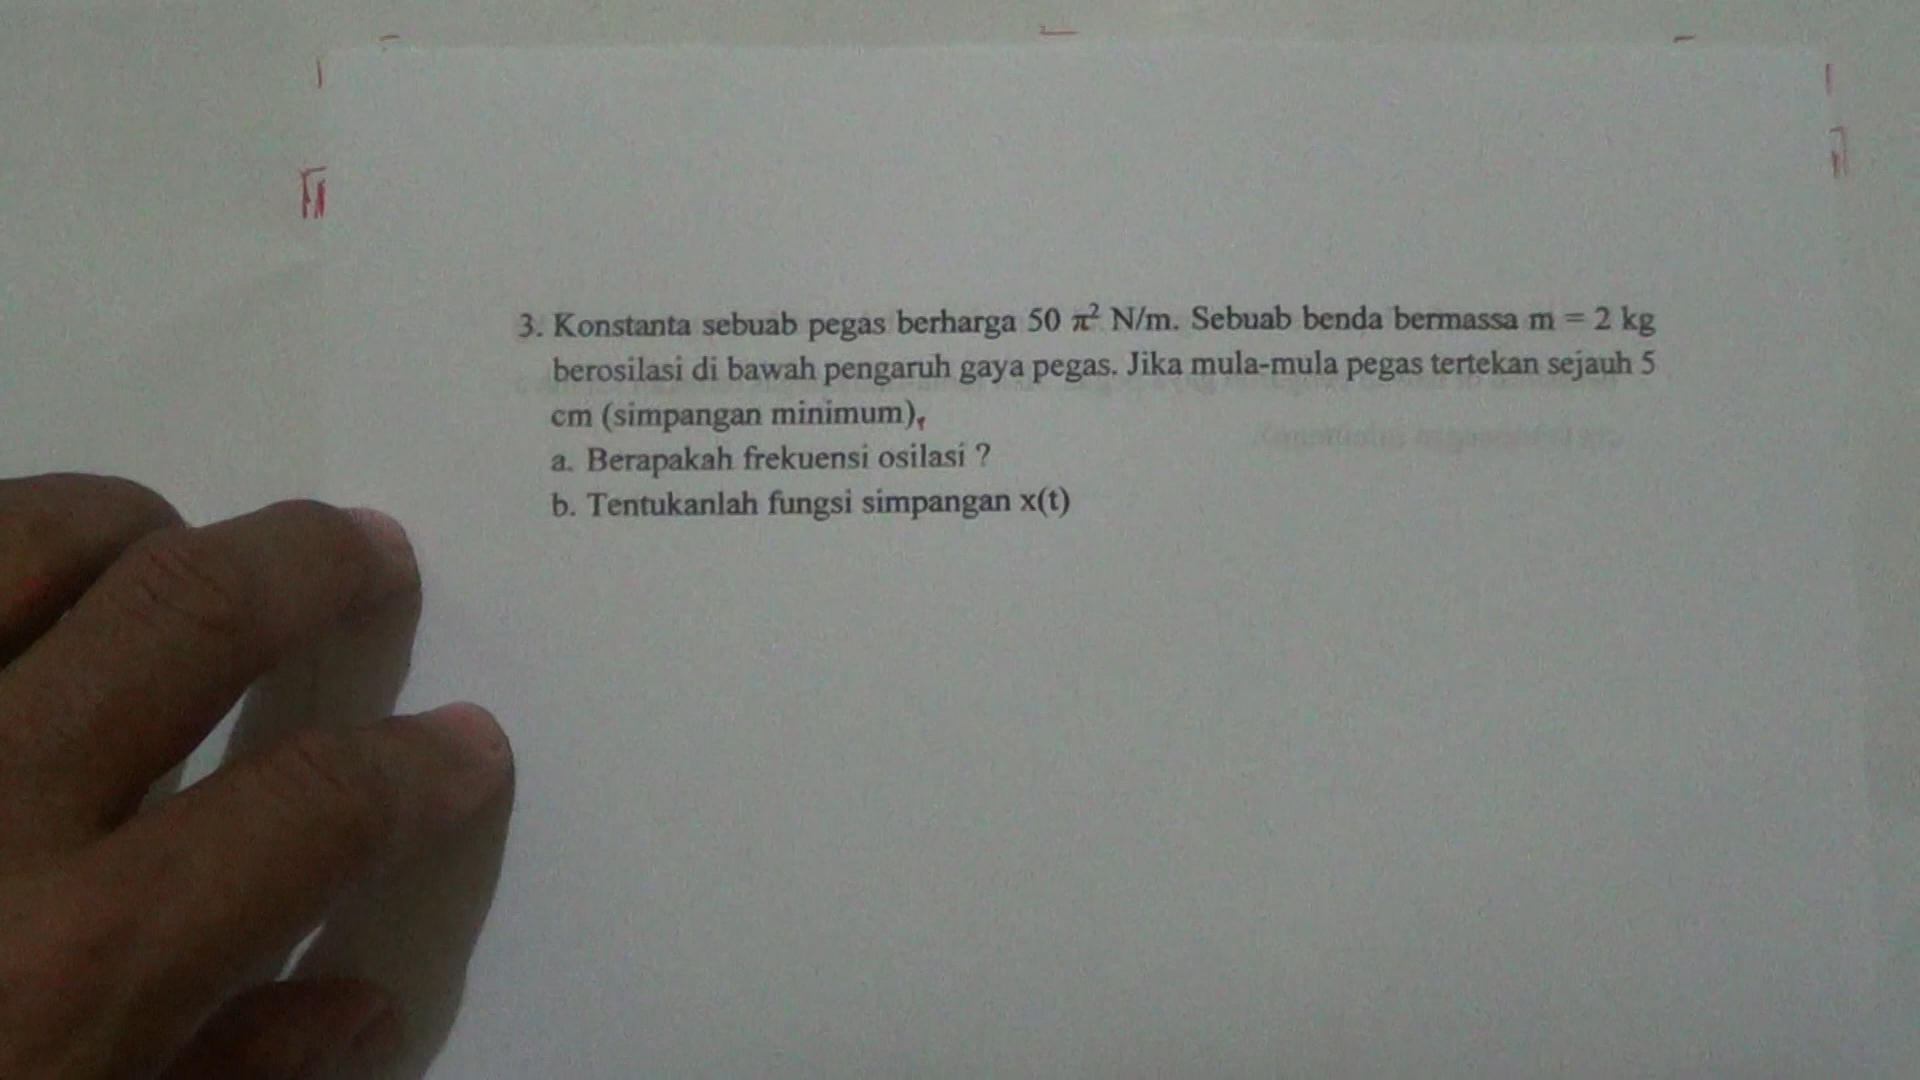 3. Konstanta sebuab pegas berharga 50 π² N/m. Sebuab benda bermassa m = 2 kg
berosilasi di bawah pengaruh gaya pegas. Jika mula-mula pegas tertekan sejauh 5
cm (simpangan minimum),
a. Berapakah frekuensi osilasi ?
b. Tentukanlah fungsi simpangan x(t)